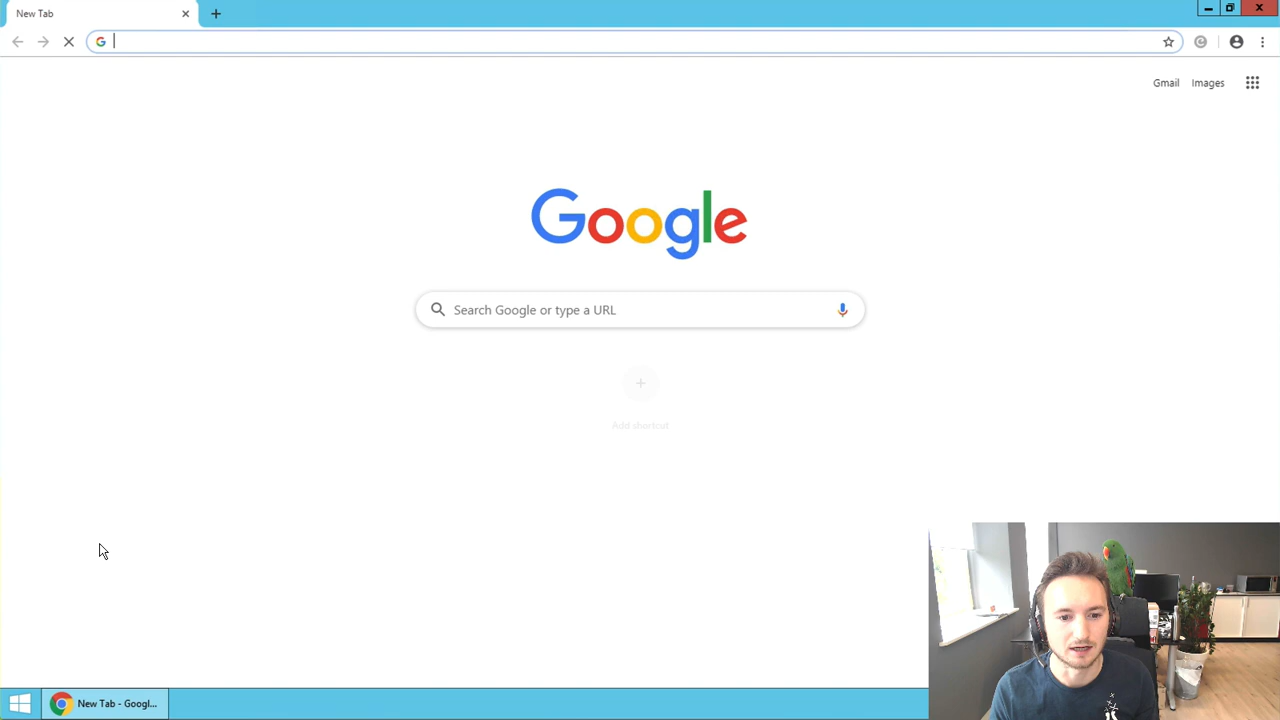 New Tab
Gmail Images
Google
Search Google or type a URL
Add shortcut
New Tab - Googl...